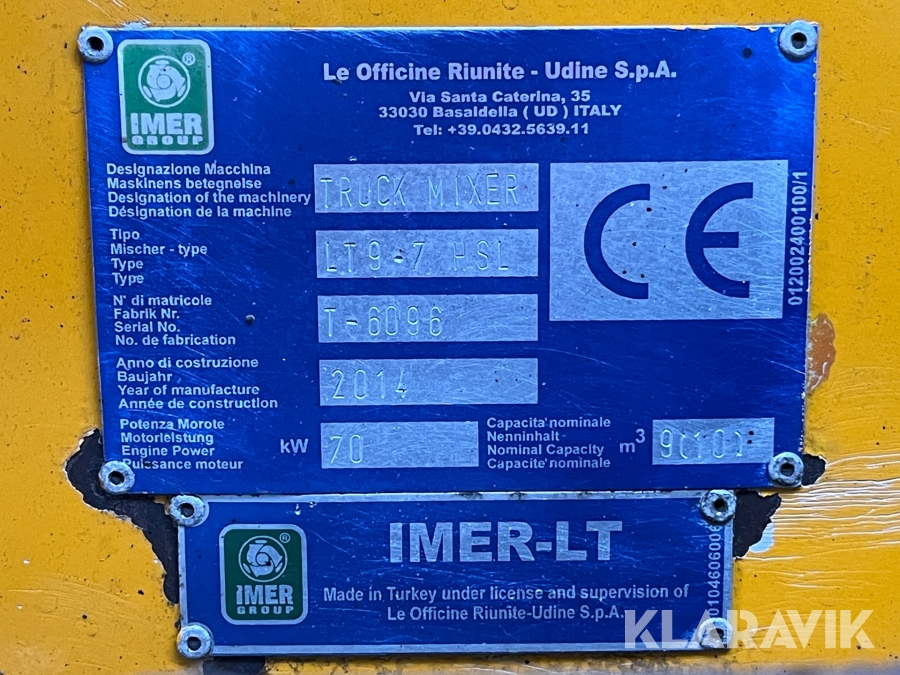 IMER
GROUP
®
Le Officine Riunite - Udine S.p.A.
Via Santa Caterina, 35
33030 Basaldella ( UD ) ITALY
Tel: +39.0432.5639.11
Designazione Macchina
Maskinens betegnelse
Designation of the machinery
Désignation de la machine
TRUCK MIXER
Tipo
Mischer - type
Type
Type
LT9-7 HSL
N' di matricole
Fabrik Nr.
Serial No.
No. de fabrication
T-6096
Anno di costruzione
Baujahr
Year of manufacture
Année de construction
2014
Potenza Morote
Motorleistung
Engine Power
Puissance moteur
kW 70
Capacita' nominale
Nenninhalt
Nominal Capacity
Capacite' nominale
m³ 9(10)
CE
012002400100/1
IMER
GROUP
®
IMER-LT
Made in Turkey under license and supervision of
Le Officine Riunite-Udine S.p.A.
KLARAVIK